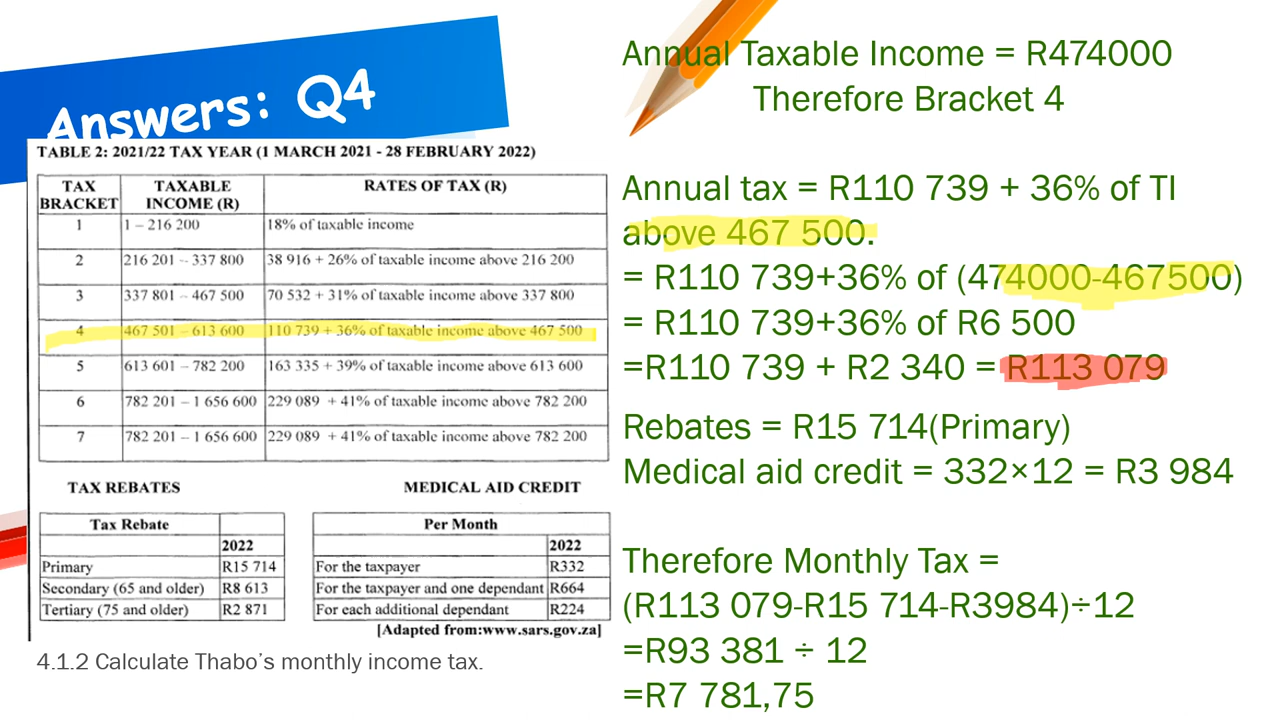 Answers: Q4
TABLE 2: 2021/22 TAX YEAR (1 MARCH 2021 - 28 FEBRUARY 2022)
TAX BRACKET TAXABLE INCOME (R) RATES OF TAX (R)
1 1 – 216 200 18% of taxable income
2 216 201 – 337 800 38 916 + 26% of taxable income above 216 200
3 337 801 – 467 500 70 532 + 31% of taxable income above 337 800
4 467 501 – 613 600 110 739 + 36% of taxable income above 467 500
5 613 601 – 782 200 163 335 + 39% of taxable income above 613 600
6 782 201 – 1 656 600 229 089 + 41% of taxable income above 782 200
7 782 201 – 1 656 600 229 089 + 41% of taxable income above 782 200
TAX REBATES
Tax Rebate
2022
Primary R15 714
Secondary (65 and older) R8 613
Tertiary (75 and older) R2 871
MEDICAL AID CREDIT
Per Month
2022
For the taxpayer R332
For the taxpayer and one dependant R664
For each additional dependant R224
[Adapted from:www.sars.gov.za]
4.1.2 Calculate Thabo's monthly income tax.
Annual Taxable Income = R474000
Therefore Bracket 4
Annual tax = R110 739 + 36% of TI
above 467 500.
= R110 739+36% of (474000-467500)
= R110 739+36% of R6 500
=R110 739 + R2 340 = R113 079
Rebates = R15 714(Primary)
Medical aid credit = 332×12 = R3 984
Therefore Monthly Tax =
(R113 079-R15 714-R3984)÷12
=R93 381 ÷ 12
=R7 781,75